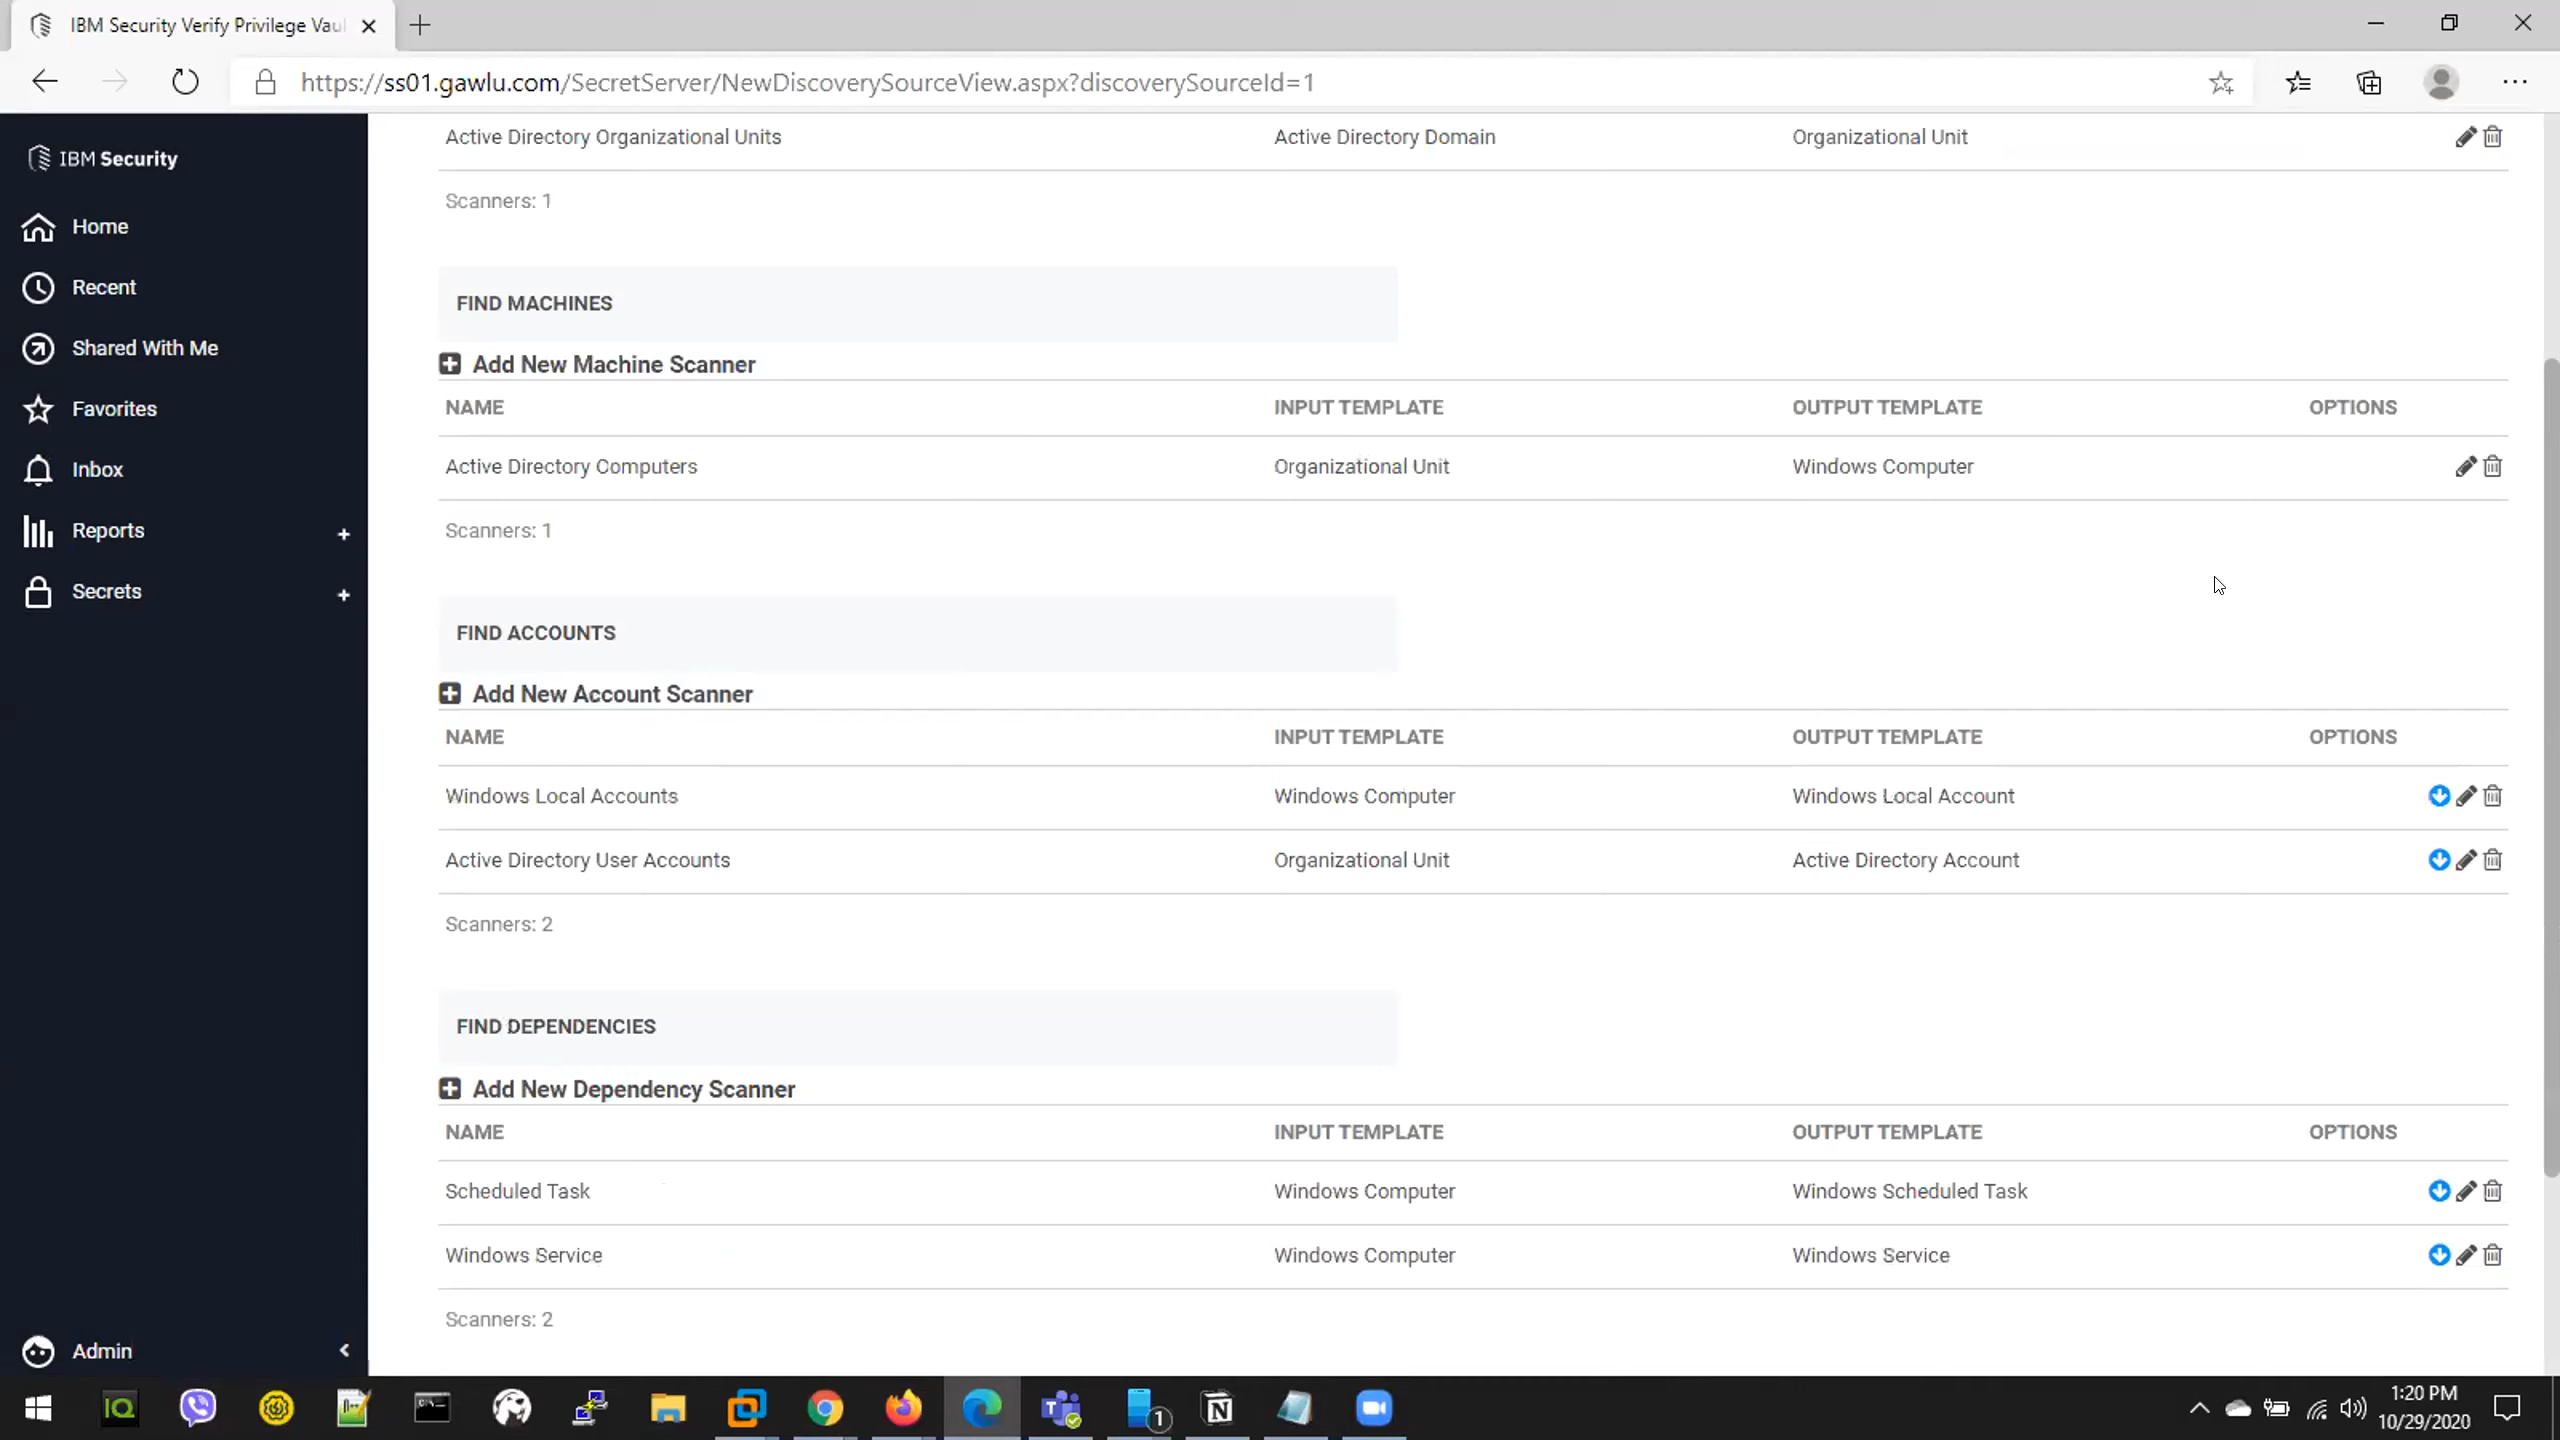 IBM Security Verify Privilege Vaul
https://ss01.gawlu.com/SecretServer/NewDiscoverySourceView.aspx?discoverySourceId=1
IBM Security
Home
Recent
Shared With Me
Favorites
Inbox
Reports +
Secrets +
Admin
Active Directory Organizational Units Active Directory Domain Organizational Unit
Scanners: 1
FIND MACHINES
Add New Machine Scanner
NAME INPUT TEMPLATE OUTPUT TEMPLATE OPTIONS
Active Directory Computers Organizational Unit Windows Computer
Scanners: 1
FIND ACCOUNTS
Add New Account Scanner
NAME INPUT TEMPLATE OUTPUT TEMPLATE OPTIONS
Windows Local Accounts Windows Computer Windows Local Account
Active Directory User Accounts Organizational Unit Active Directory Account
Scanners: 2
FIND DEPENDENCIES
Add New Dependency Scanner
NAME INPUT TEMPLATE OUTPUT TEMPLATE OPTIONS
Scheduled Task Windows Computer Windows Scheduled Task
Windows Service Windows Computer Windows Service
Scanners: 2
IQ
1
1:20 PM
10/29/2020